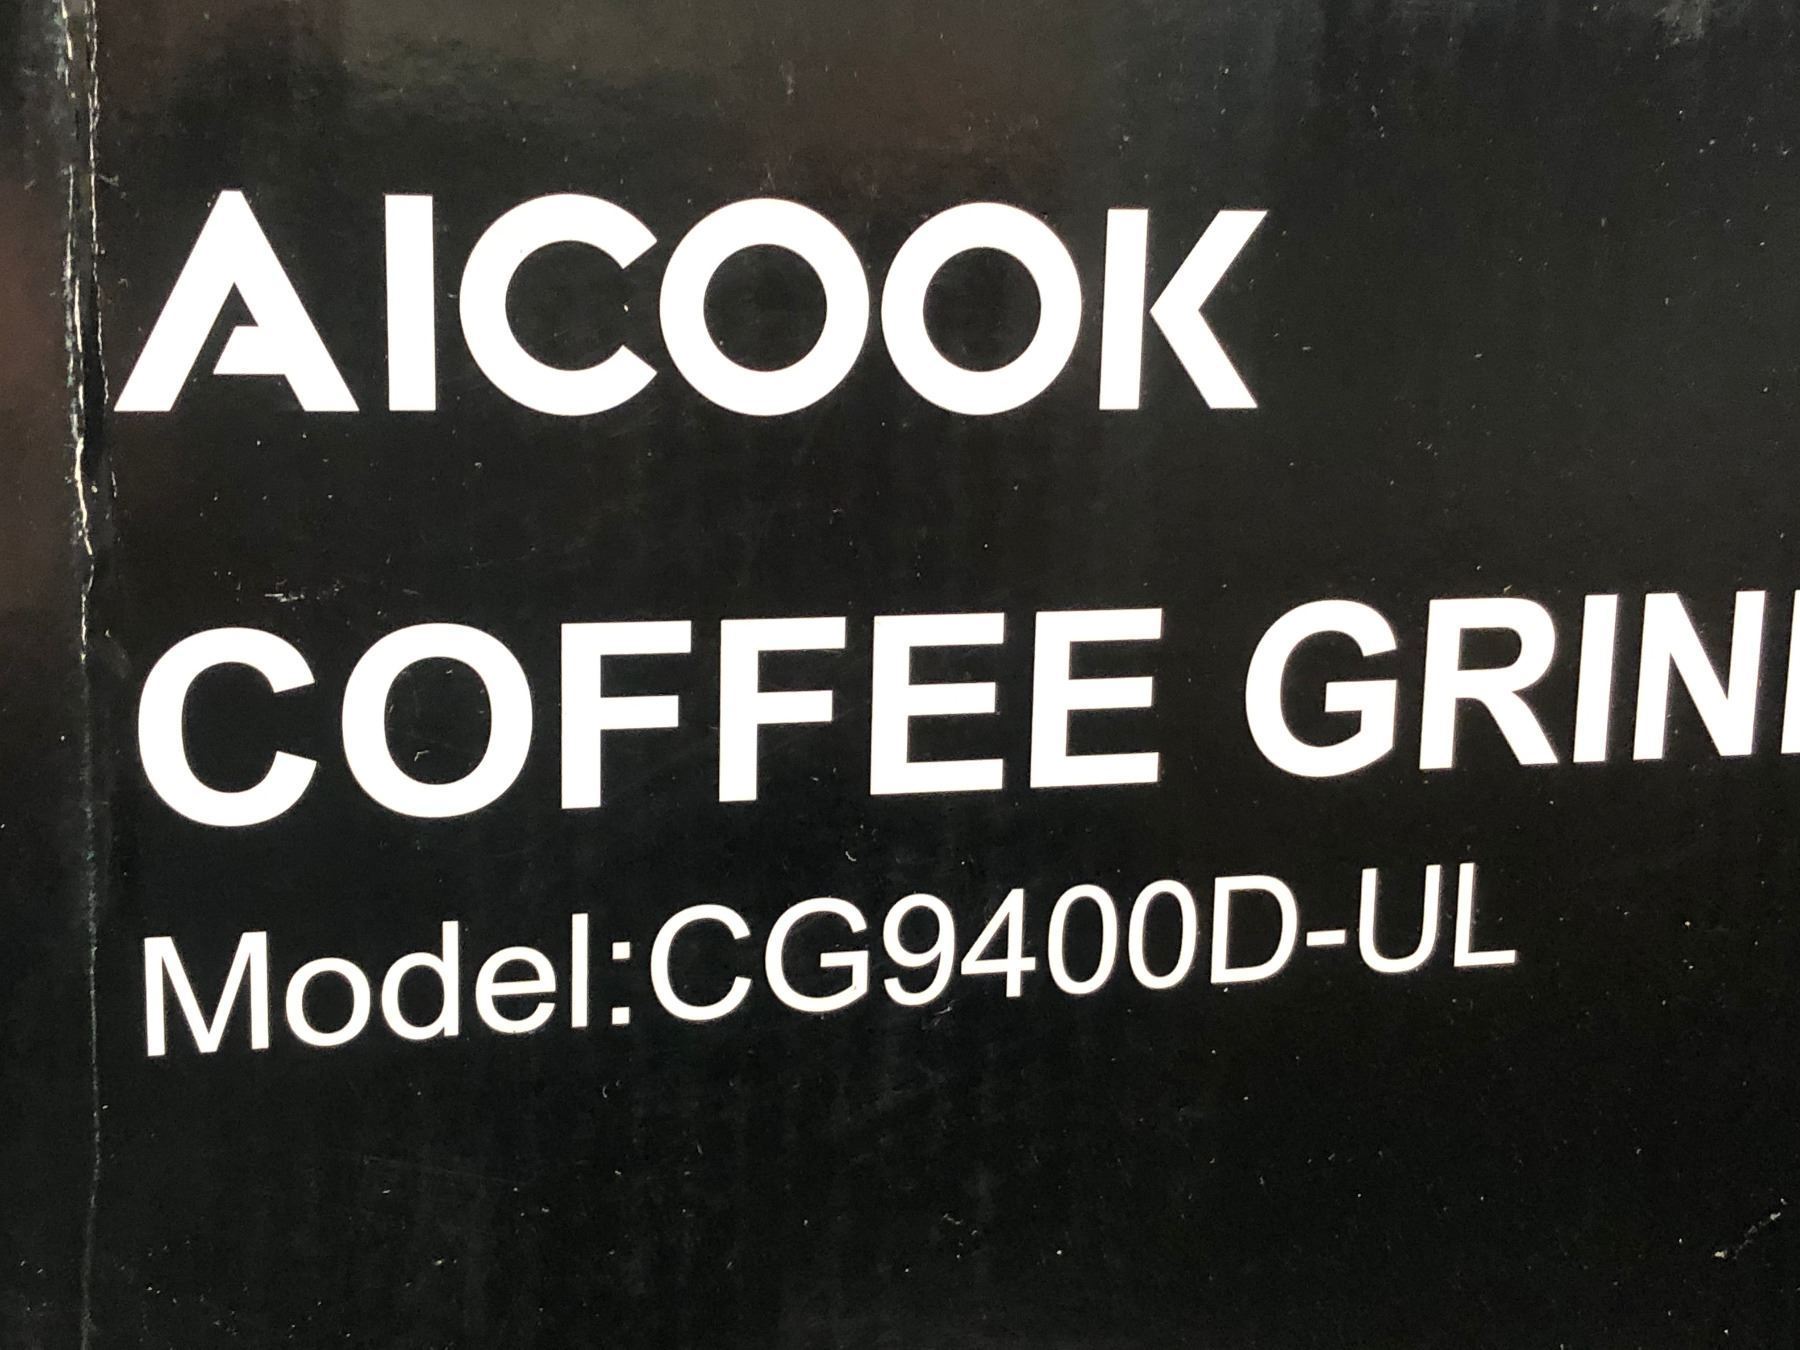 AICOOK
COFFEE GRIN
Model:CG9400D-UL